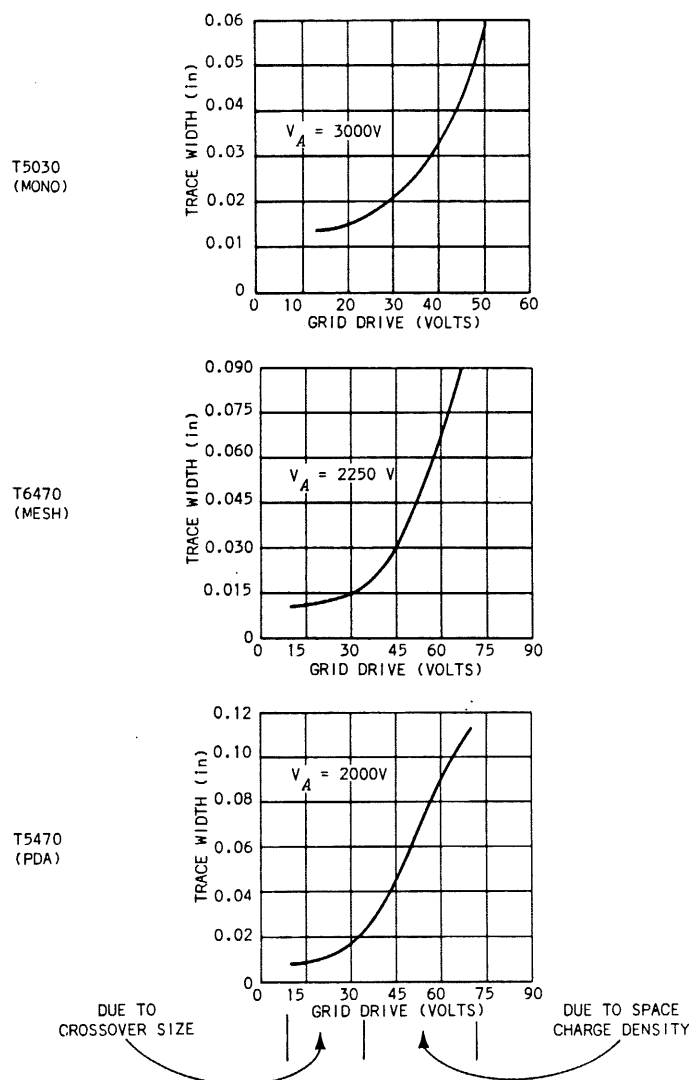 T5030
(MONO)
TRACE WIDTH (in)
0.06
0.05
0.04
0.03
0.02
0.01
0
V_A = 3000V
0 10 20 30 40 50 60
GRID DRIVE (VOLTS)
T6470
(MESH)
TRACE WIDTH (in)
0.090
0.075
0.060
0.045
0.030
0.015
0
V_A = 2250 V
0 15 30 45 60 75 90
GRID DRIVE (VOLTS)
T5470
(PDA)
TRACE WIDTH (in)
0.12
0.10
0.08
0.06
0.04
0.02
0
V_A = 2000V
0 15 30 45 60 75 90
GRID DRIVE (VOLTS)
DUE TO
CROSSOVER SIZE
DUE TO SPACE
CHARGE DENSITY